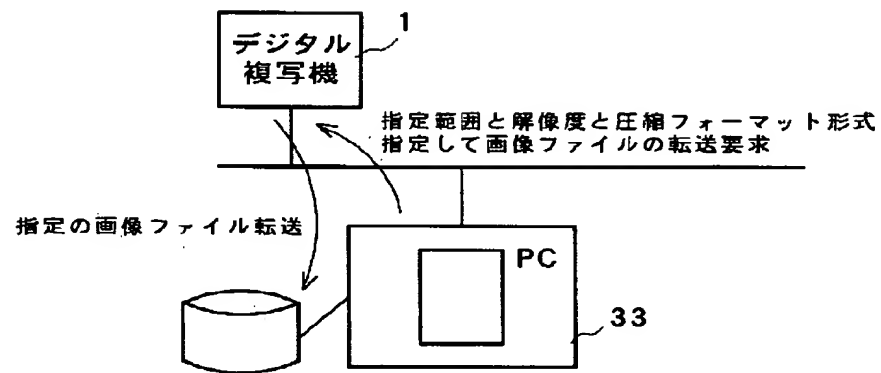 デジタル
複写機
1
指定範囲と解像度と圧縮フォーマット形式
指定して画像ファイルの転送要求
指定の画像ファイル転送
PC
33